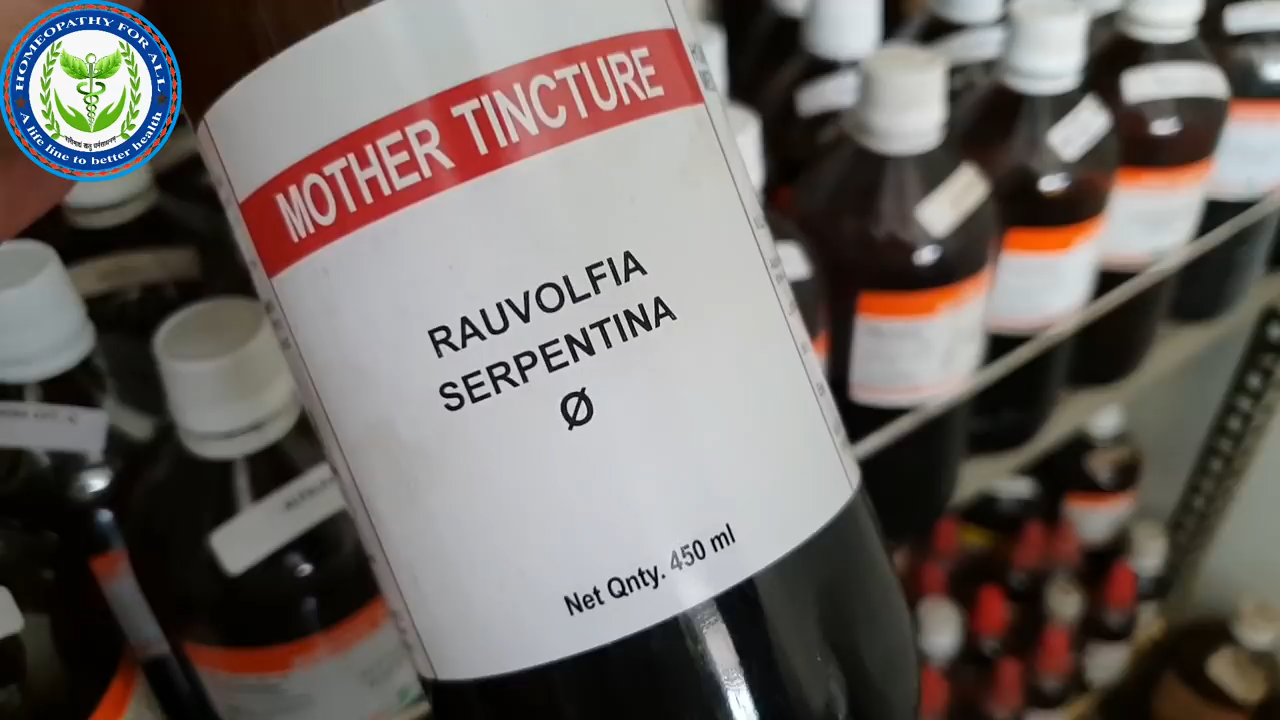 HOMEOPATHY FOR ALL
A life line to better health
MOTHER TINCTURE
RAUVOLFIA
SERPENTINA
Ø
Net Qnty. 450 ml